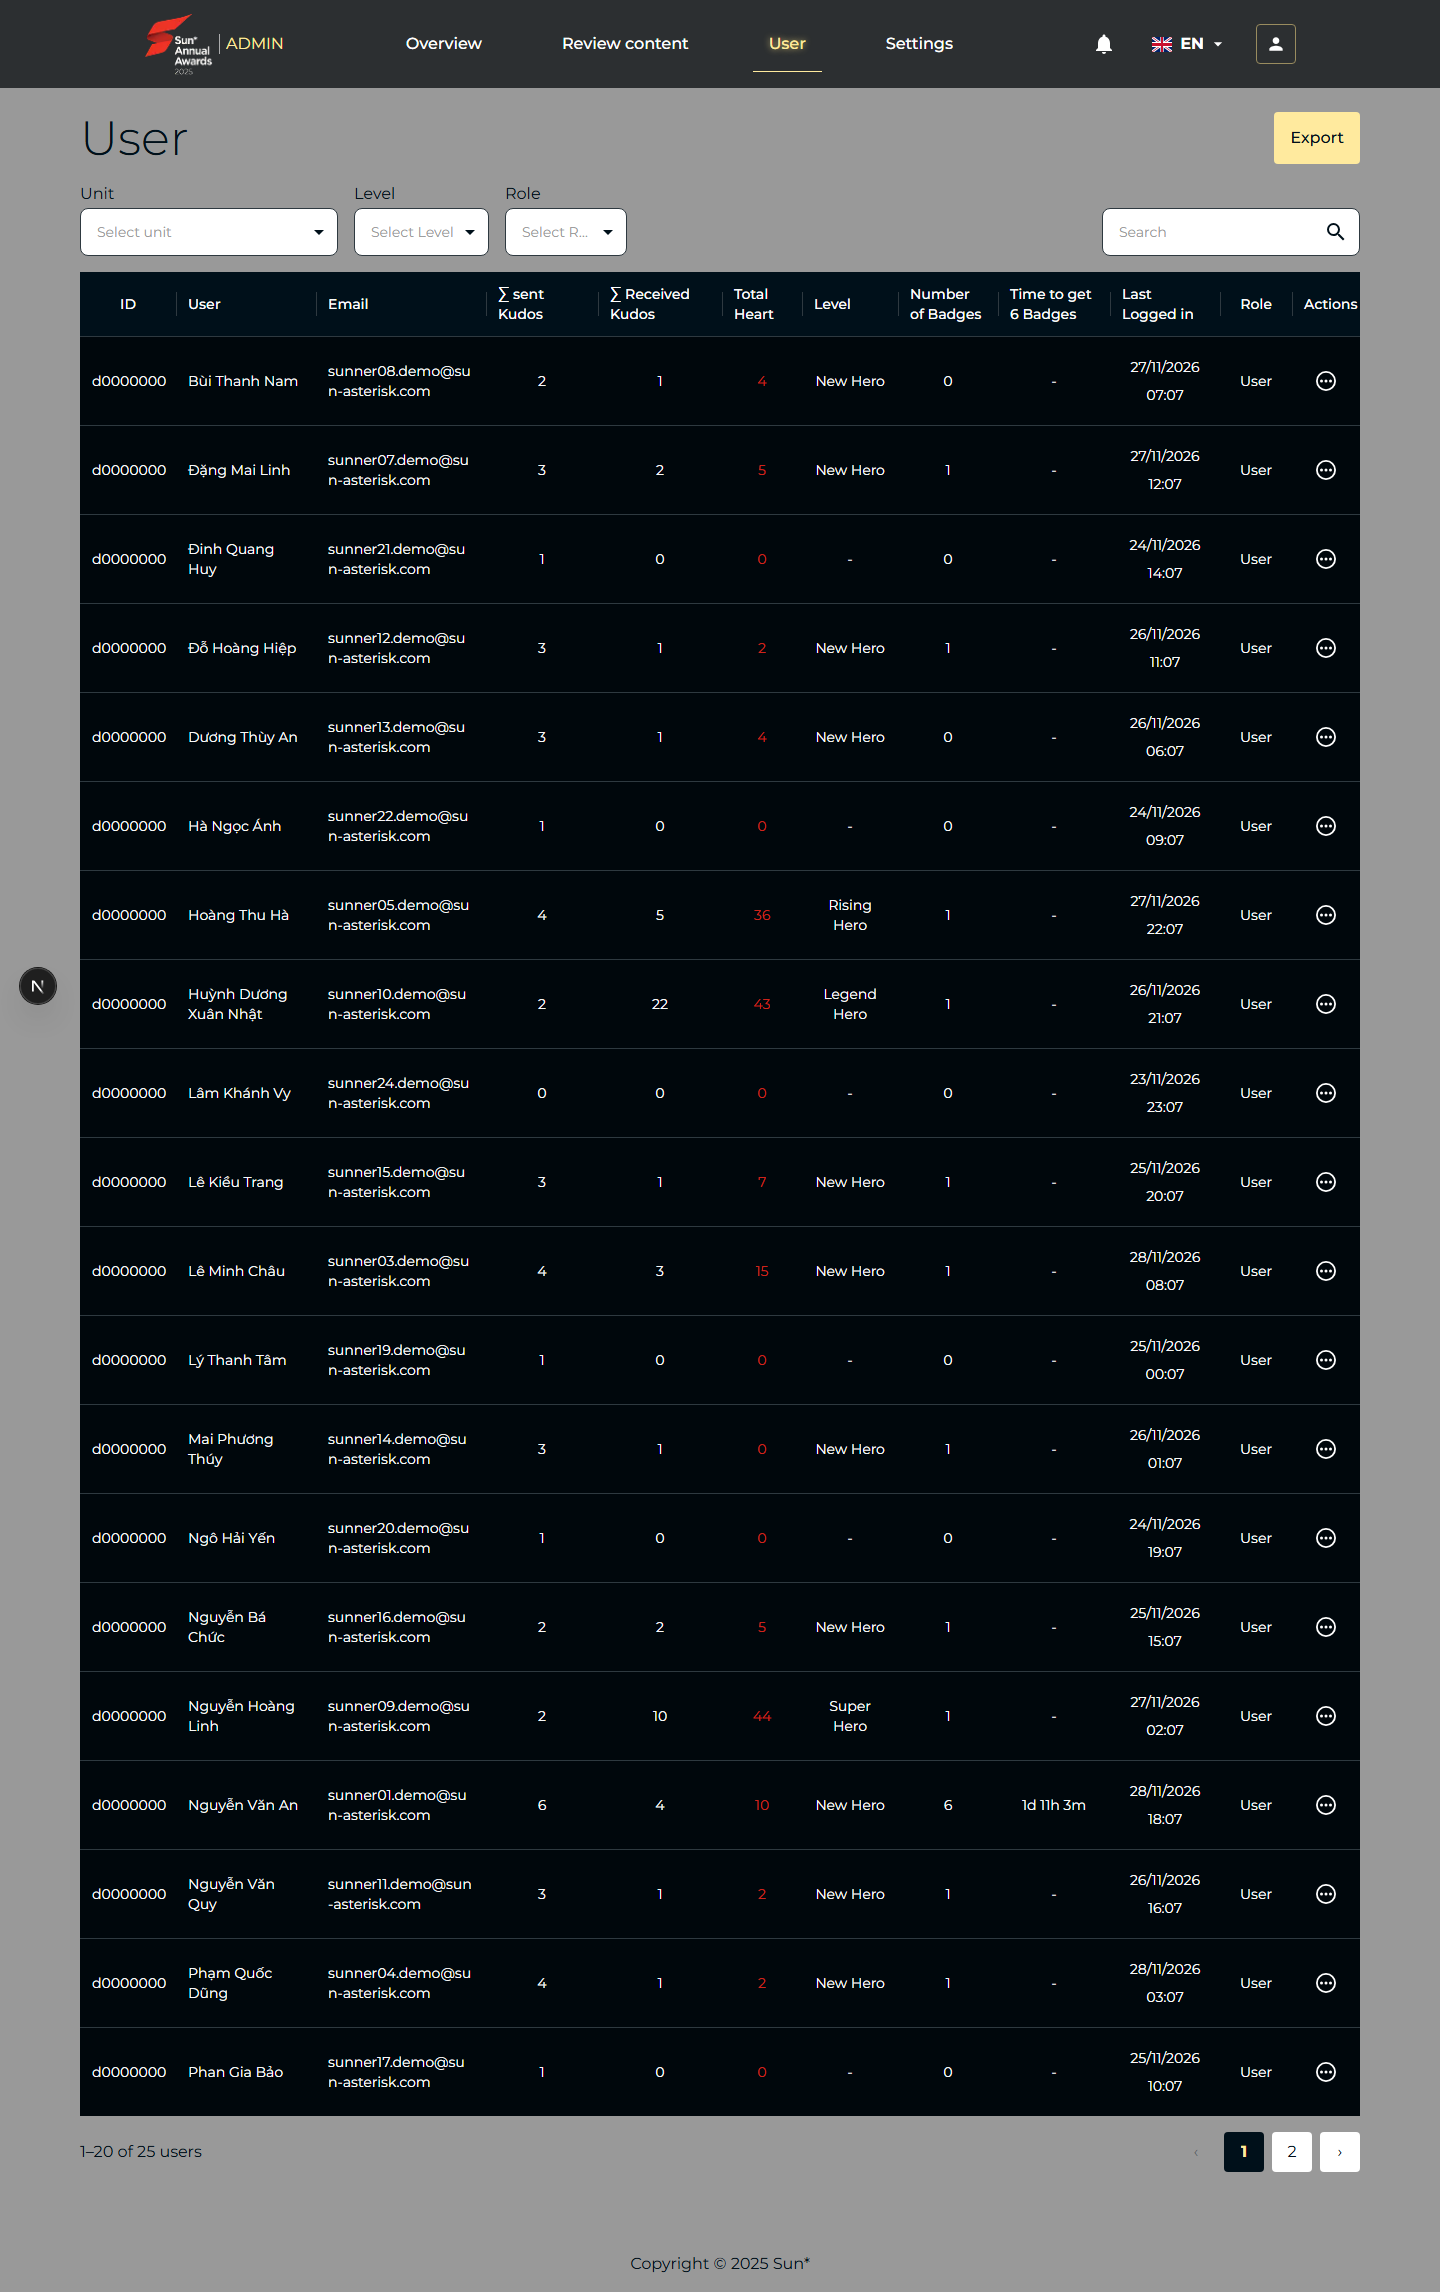 Sun*
Annual
Awards
2025
ADMIN
Overview
Review content
User
Settings
EN
User
Export
Unit
Level
Role
Select unit
Select Level
Select R...
Search
ID User Email ∑ sent Kudos ∑ Received Kudos Total Heart Level Number of Badges Time to get 6 Badges Last Logged in Role Actions
d0000000 Bùi Thanh Nam sunner08.demo@sun-asterisk.com 2 1 4 New Hero 0 - 27/11/2026 07:07 User
d0000000 Đặng Mai Linh sunner07.demo@sun-asterisk.com 3 2 5 New Hero 1 - 27/11/2026 12:07 User
d0000000 Đinh Quang Huy sunner21.demo@sun-asterisk.com 1 0 0 - 0 - 24/11/2026 14:07 User
d0000000 Đỗ Hoàng Hiệp sunner12.demo@sun-asterisk.com 3 1 2 New Hero 1 - 26/11/2026 11:07 User
d0000000 Dương Thùy An sunner13.demo@sun-asterisk.com 3 1 4 New Hero 0 - 26/11/2026 06:07 User
d0000000 Hà Ngọc Ánh sunner22.demo@sun-asterisk.com 1 0 0 - 0 - 24/11/2026 09:07 User
d0000000 Hoàng Thu Hà sunner05.demo@sun-asterisk.com 4 5 36 Rising Hero 1 - 27/11/2026 22:07 User
d0000000 Huỳnh Dương Xuân Nhật sunner10.demo@sun-asterisk.com 2 22 43 Legend Hero 1 - 26/11/2026 21:07 User
d0000000 Lâm Khánh Vy sunner24.demo@sun-asterisk.com 0 0 0 - 0 - 23/11/2026 23:07 User
d0000000 Lê Kiều Trang sunner15.demo@sun-asterisk.com 3 1 7 New Hero 1 - 25/11/2026 20:07 User
d0000000 Lê Minh Châu sunner03.demo@sun-asterisk.com 4 3 15 New Hero 1 - 28/11/2026 08:07 User
d0000000 Lý Thanh Tâm sunner19.demo@sun-asterisk.com 1 0 0 - 0 - 25/11/2026 00:07 User
d0000000 Mai Phương Thúy sunner14.demo@sun-asterisk.com 3 1 0 New Hero 1 - 26/11/2026 01:07 User
d0000000 Ngô Hải Yến sunner20.demo@sun-asterisk.com 1 0 0 - 0 - 24/11/2026 19:07 User
d0000000 Nguyễn Bá Chức sunner16.demo@sun-asterisk.com 2 2 5 New Hero 1 - 25/11/2026 15:07 User
d0000000 Nguyễn Hoàng Linh sunner09.demo@sun-asterisk.com 2 10 44 Super Hero 1 - 27/11/2026 02:07 User
d0000000 Nguyễn Văn An sunner01.demo@sun-asterisk.com 6 4 10 New Hero 6 1d 11h 3m 28/11/2026 18:07 User
d0000000 Nguyễn Văn Quy sunner11.demo@sun-asterisk.com 3 1 2 New Hero 1 - 26/11/2026 16:07 User
d0000000 Phạm Quốc Dũng sunner04.demo@sun-asterisk.com 4 1 2 New Hero 1 - 28/11/2026 03:07 User
d0000000 Phan Gia Bảo sunner17.demo@sun-asterisk.com 1 0 0 - 0 - 25/11/2026 10:07 User
1–20 of 25 users
‹ 1 2 ›
N
Copyright © 2025 Sun*